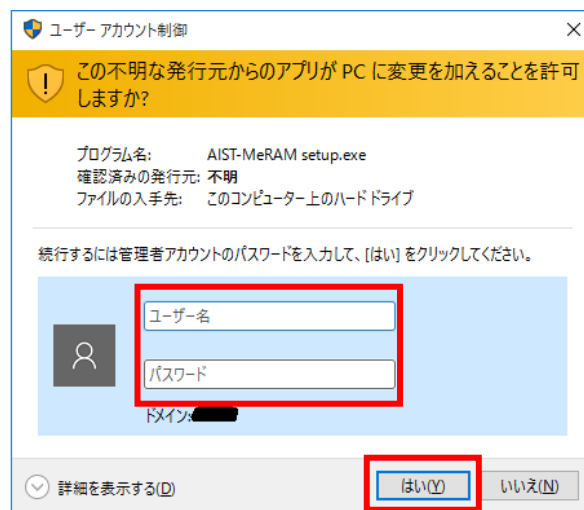 ユーザー アカウント制御
この不明な発行元からのアプリが PC に変更を加えることを許可
しますか?
プログラム名: AIST-MeRAM setup.exe
確認済みの発行元: 不明
ファイルの入手先: このコンピューター上のハード ドライブ
続行するには管理者アカウントのパスワードを入力して、[はい] をクリックしてください。
ユーザー名
パスワード
ドメイン:
詳細を表示する(D)
はい(Y)
いいえ(N)